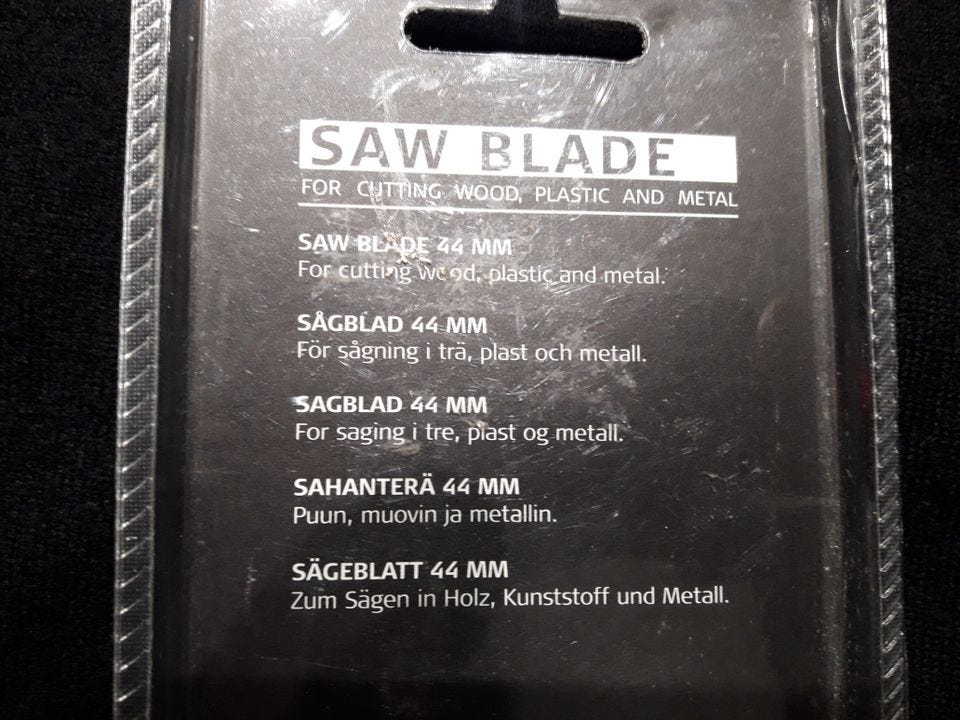 SAW BLADE
FOR CUTTING WOOD, PLASTIC AND METAL
SAW BLADE 44 MM
For cutting wood, plastic and metal.
SÅGBLAD 44 MM
För sågning i trä, plast och metall.
SAGBLAD 44 MM
For saging i tre, plast og metall.
SAHANTERÄ 44 MM
Puun, muovin ja metallin.
SÄGEBLATT 44 MM
Zum Sägen in Holz, Kunststoff und Metall.